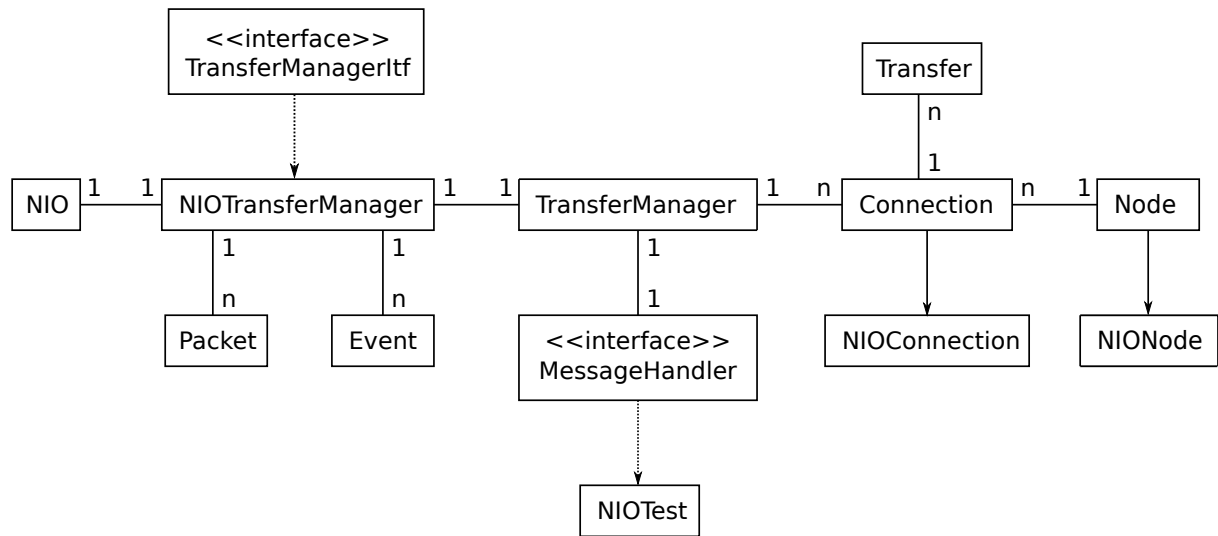 <<interface>>
TransferManagerItf
Transfer
n
1
NIO
1
1
NIOTransferManager
1
1
TransferManager
1
n
Connection
n
1
Node
1
n
1
n
1
1
Packet
Event
<<interface>>
MessageHandler
NIOConnection
NIONode
NIOTest